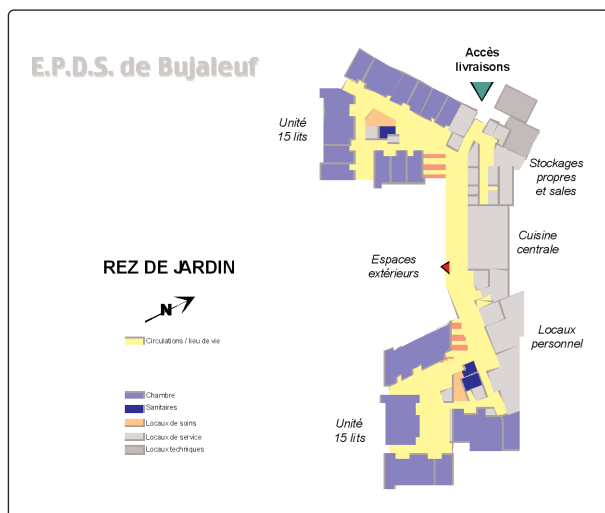 E.P.D.S. de Bujaleuf
Accès
livraisons
Unité
15 lits
Stockages
propres
et sales
Cuisine
centrale
Espaces
extérieurs
REZ DE JARDIN
N
Circulations / lieu de vie
Locaux
personnel
Chambre
Sanitaires
Locaux de soins
Locaux de service
Locaux techniques
Unité
15 lits